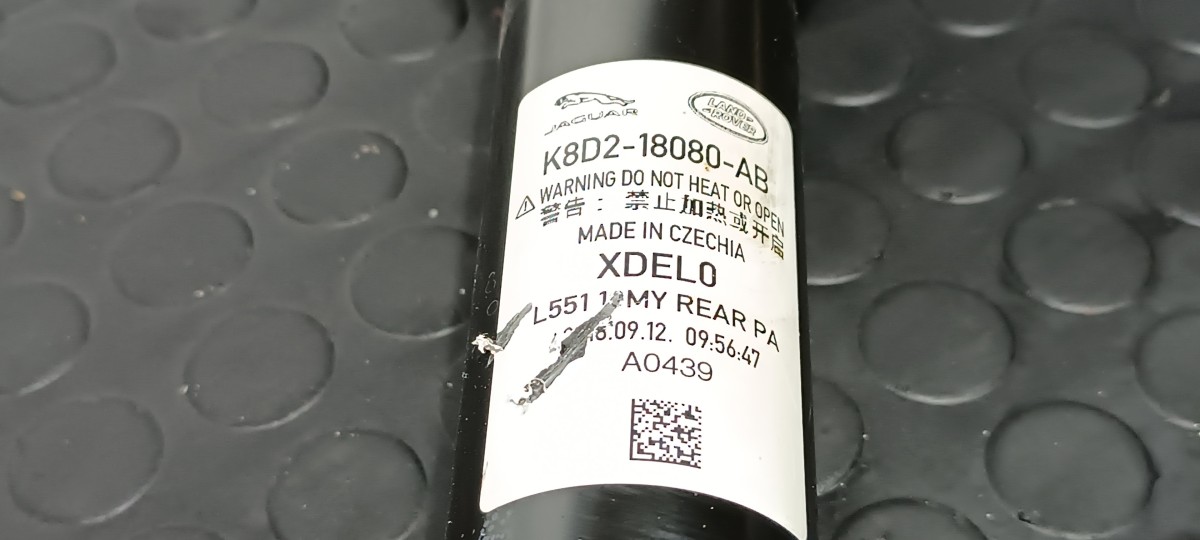 JAGUAR
LAND-
-ROVER
K8D2-18080-AB
WARNING DO NOT HEAT OR OPEN
警告：禁止加热或开启
MADE IN CZECHIA
XDEL0
L551 MY REAR PA
09.12. 09:56:47
A0439